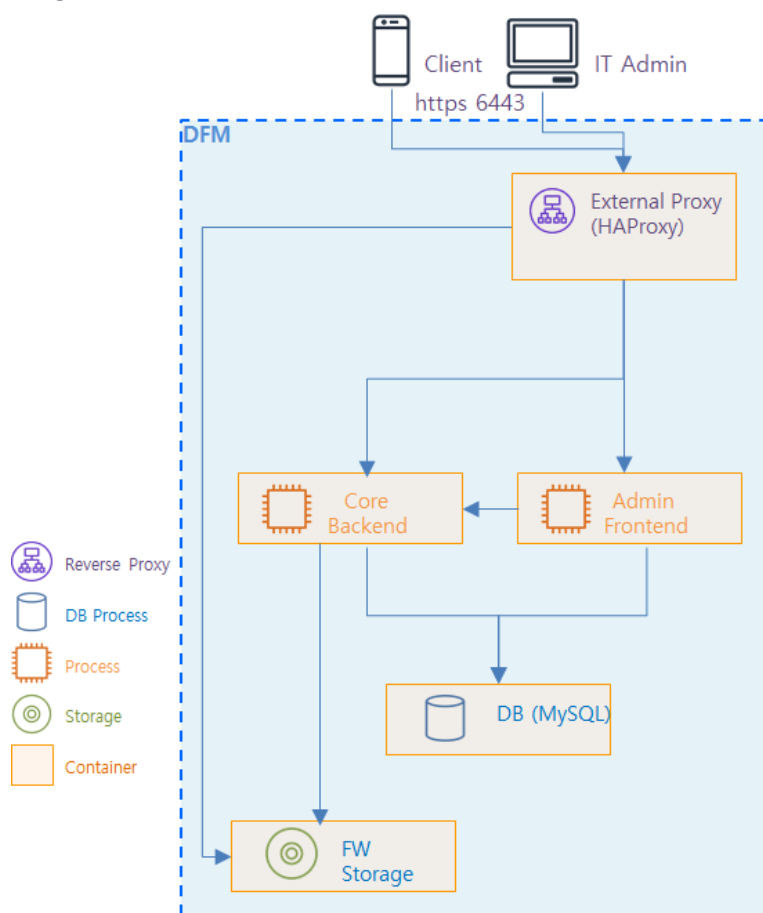 Client
IT Admin
https 6443
DFM
External Proxy
(HAProxy)
Core
Backend
Admin
Frontend
Reverse Proxy
DB Process
Process
Storage
Container
DB (MySQL)
FW
Storage